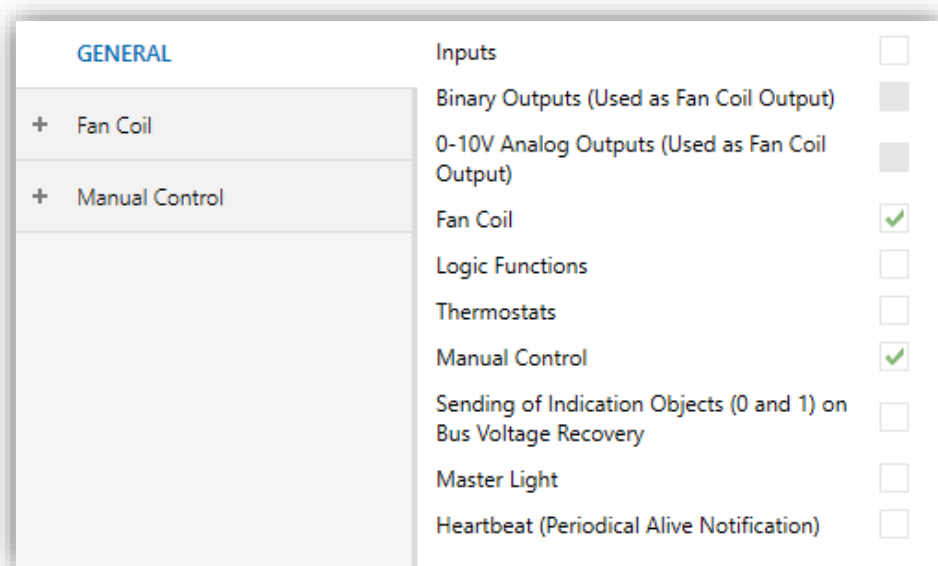 GENERAL
+ Fan Coil
+ Manual Control
Inputs
Binary Outputs (Used as Fan Coil Output)
0-10V Analog Outputs (Used as Fan Coil
Output)
Fan Coil
Logic Functions
Thermostats
Manual Control
Sending of Indication Objects (0 and 1) on
Bus Voltage Recovery
Master Light
Heartbeat (Periodical Alive Notification)